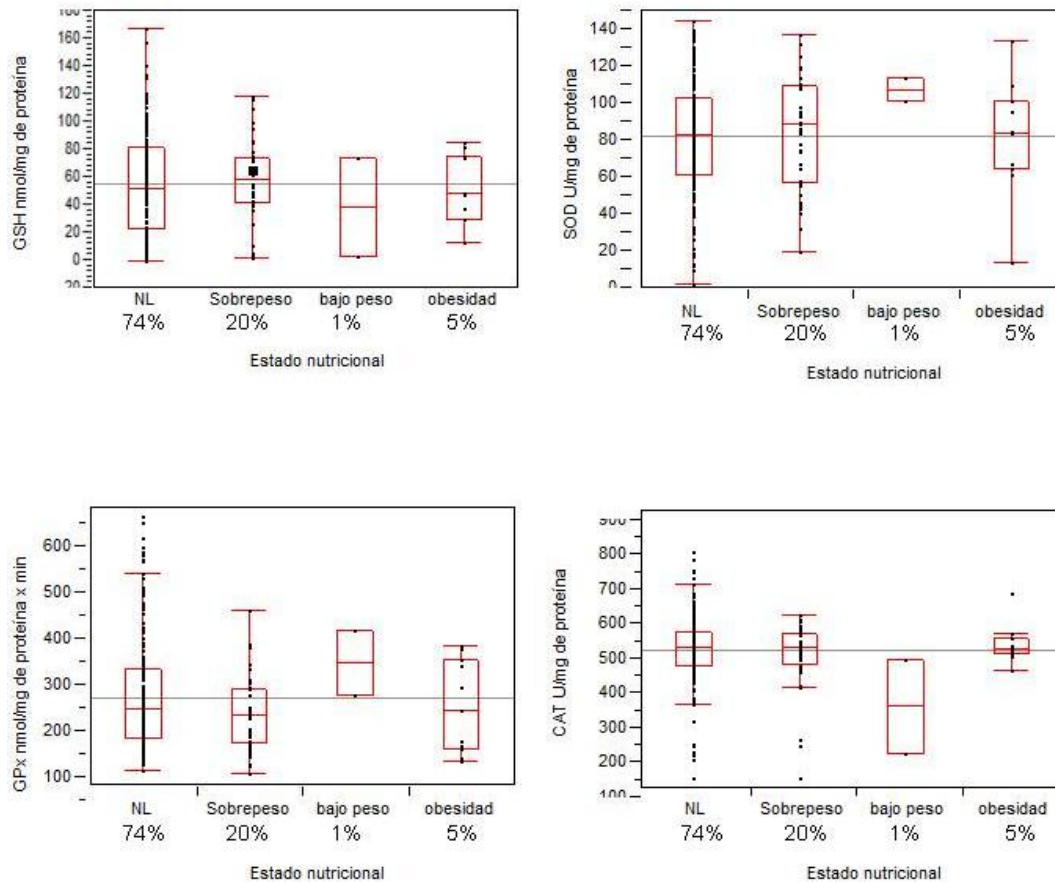 GSH nmol/mg de proteína
180
160
140
120
100
80
60
40
20
0
20
NL Sobrepeso bajo peso obesidad
74% 20% 1% 5%
Estado nutricional
SOD U/mg de proteína
140
120
100
80
60
40
20
0
NL Sobrepeso bajo peso obesidad
74% 20% 1% 5%
Estado nutricional
GPx nmol/mg de proteína x min
600
500
400
300
200
100
NL Sobrepeso bajo peso obesidad
74% 20% 1% 5%
Estado nutricional
CAT U/mg de proteína
900
800
700
600
500
400
300
200
100
NL Sobrepeso bajo peso obesidad
74% 20% 1% 5%
Estado nutricional